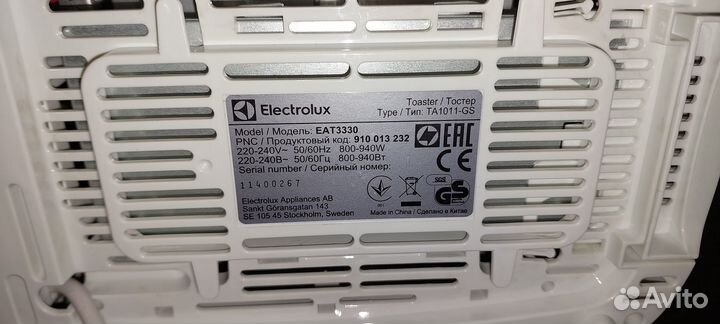 Electrolux
Toaster / Тостер
Type / Тип. TA1011-GS
Model / Модель: EAT3330
PNC / Продуктовый код: 910 013 232
220-240V~ 50/60Hz 800-940W
220-240В~ 50/60Гц 800-940Вт
Serial number / Серийный номер:
11400267
EAC
CE
SGS
GS
Electrolux Appliances AB
Sankt Göransgatan 143
SE 105 45 Stockholm, Sweden
Made in China / Сделано в Китае
Avito